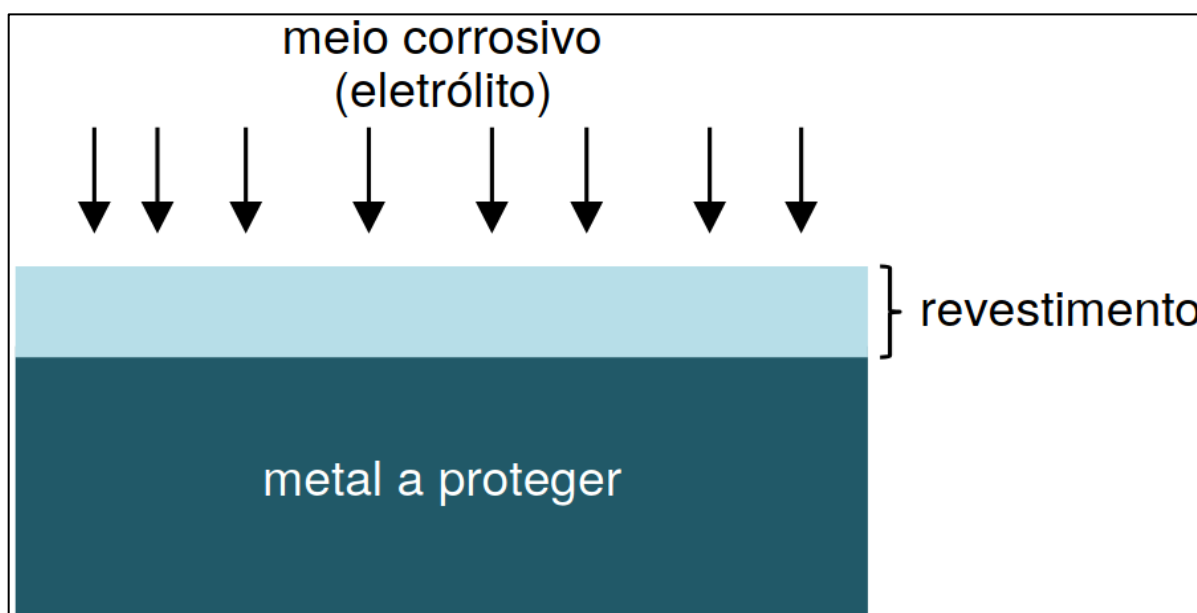 meio corrosivo
(eletrólito)
revestimento
metal a proteger